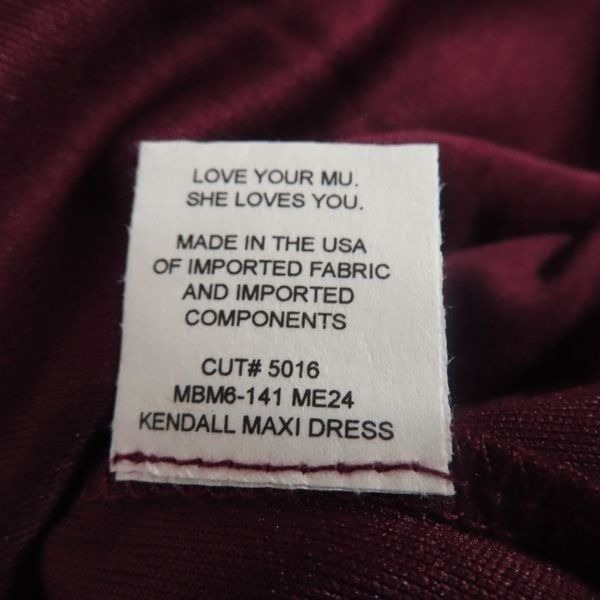 LOVE YOUR MU.
SHE LOVES YOU.
MADE IN THE USA
OF IMPORTED FABRIC
AND IMPORTED
COMPONENTS
CUT# 5016
MBM6-141 ME24
KENDALL MAXI DRESS